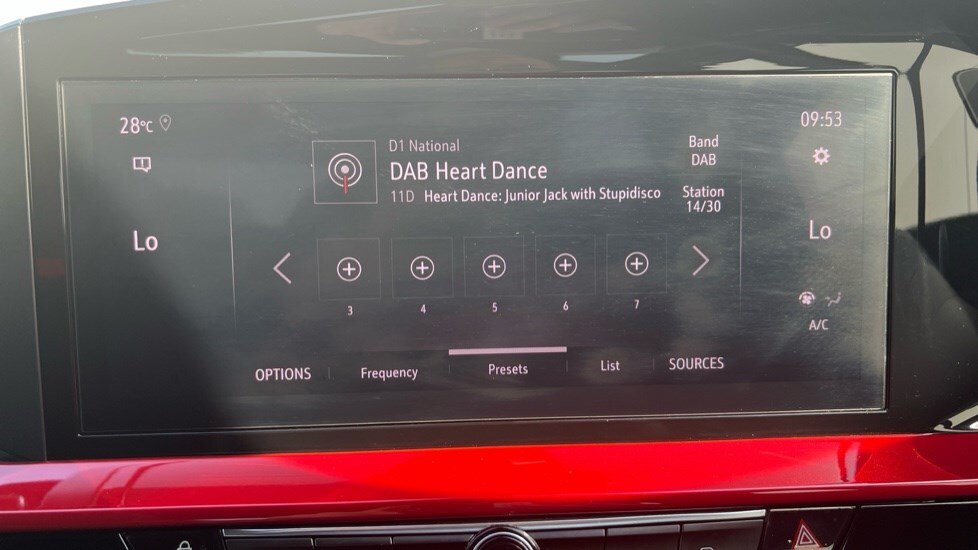 28°C
09:53
D1 National
DAB Heart Dance
11D Heart Dance: Junior Jack with Stupidisco
Band
DAB
Station
14/30
Lo
Lo
3 4 5 6 7
A/C
OPTIONS Frequency Presets List SOURCES